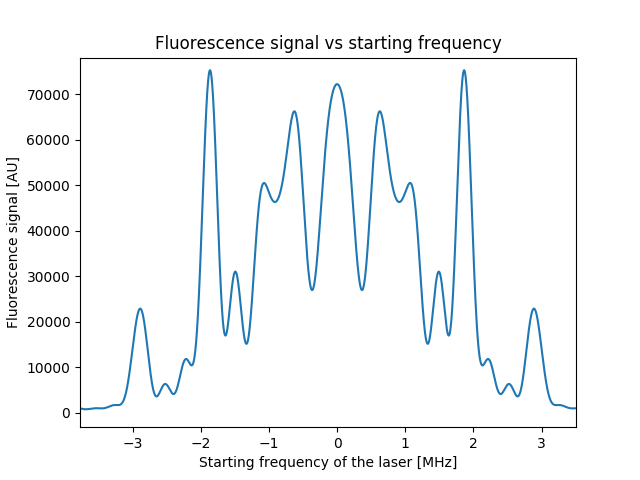 Fluorescence signal vs starting frequency
Fluorescence signal [AU]
70000
60000
50000
40000
30000
20000
10000
0
−3 −2 −1 0 1 2 3
Starting frequency of the laser [MHz]